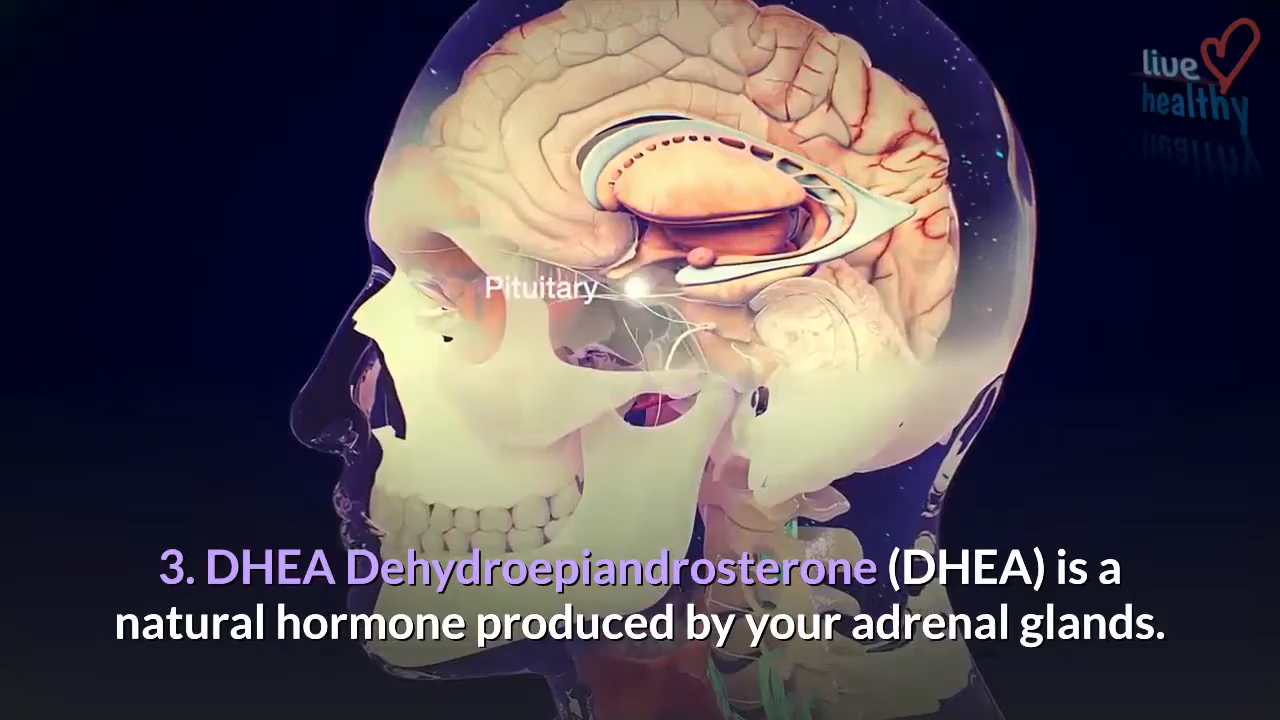 live
healthy
Pituitary
3. DHEA Dehydroepiandrosterone (DHEA) is a
natural hormone produced by your adrenal glands.